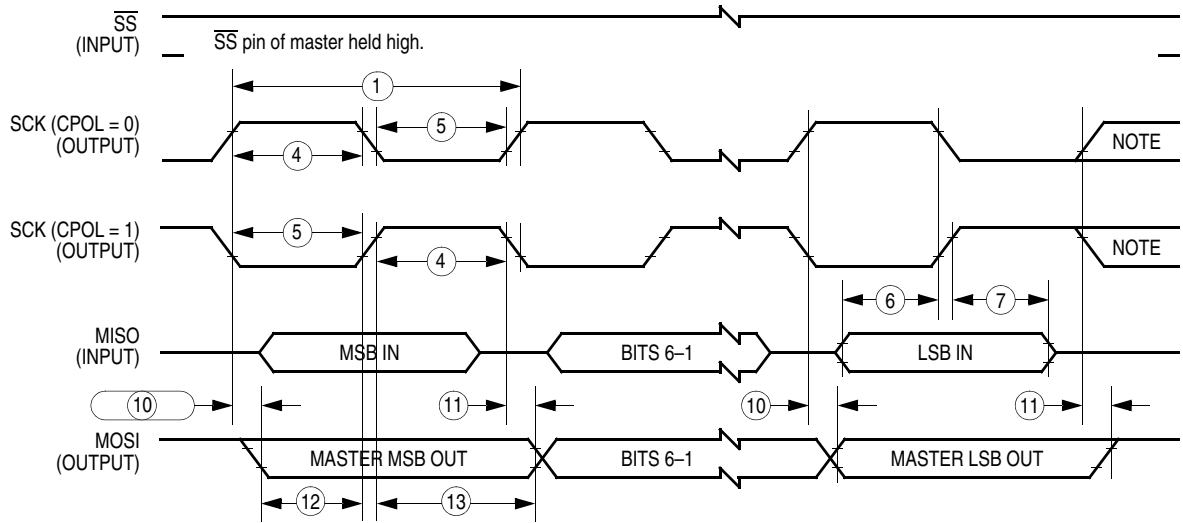 S̅S̅
(INPUT)
S̅S̅ pin of master held high.
1
SCK (CPOL = 0)
(OUTPUT)
5
4
NOTE
SCK (CPOL = 1)
(OUTPUT)
5
4
NOTE
6
7
MISO
(INPUT)
MSB IN
BITS 6–1
LSB IN
10
11
10
11
MOSI
(OUTPUT)
MASTER MSB OUT
BITS 6–1
MASTER LSB OUT
12
13